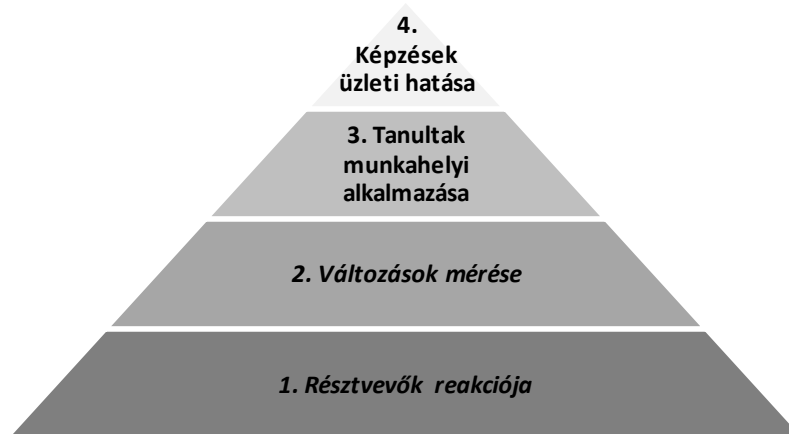 4.
Képzések
üzleti hatása
3. Tanultak
munkahelyi
alkalmazása
2. Változások mérése
1. Résztvevők reakciója